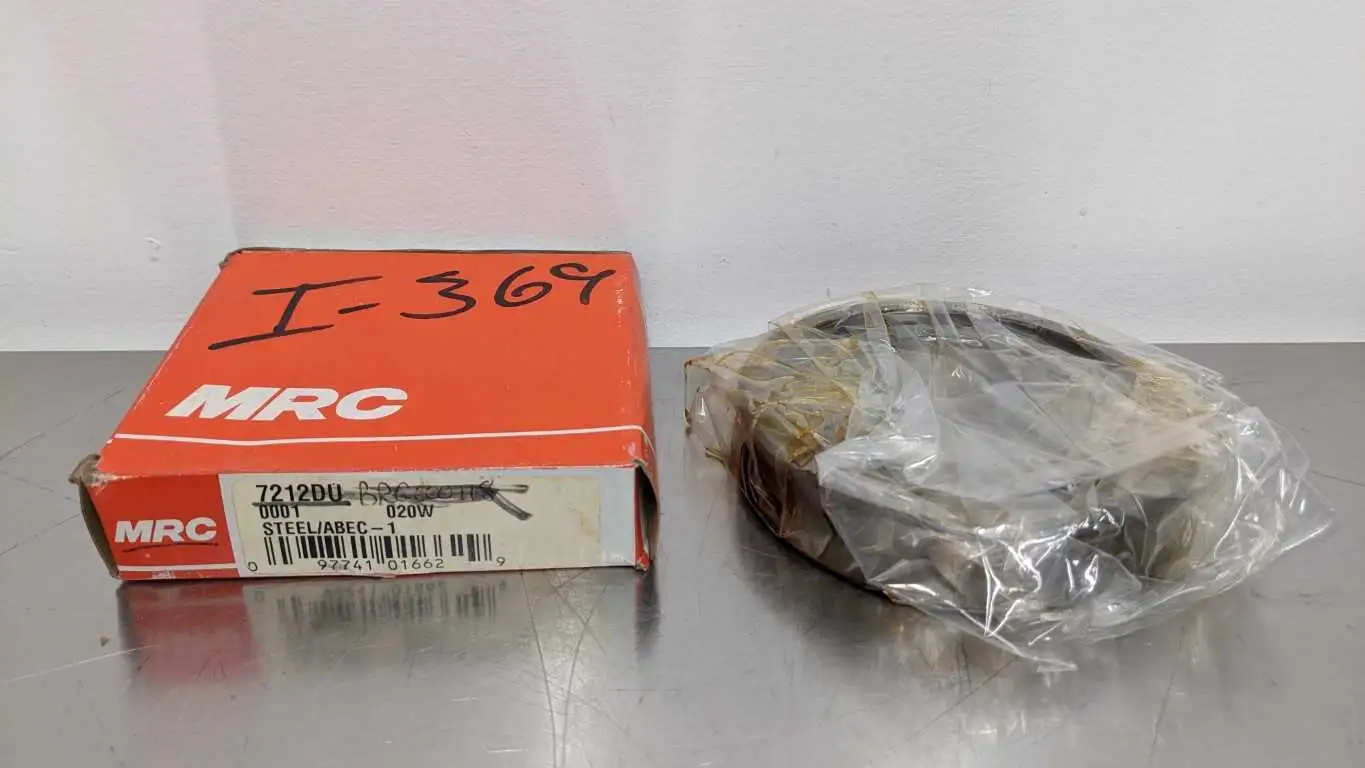 I-369
MRC
MRC
7212DU
0001 020W
STEEL/ABEC-1
0 97741 01662 9